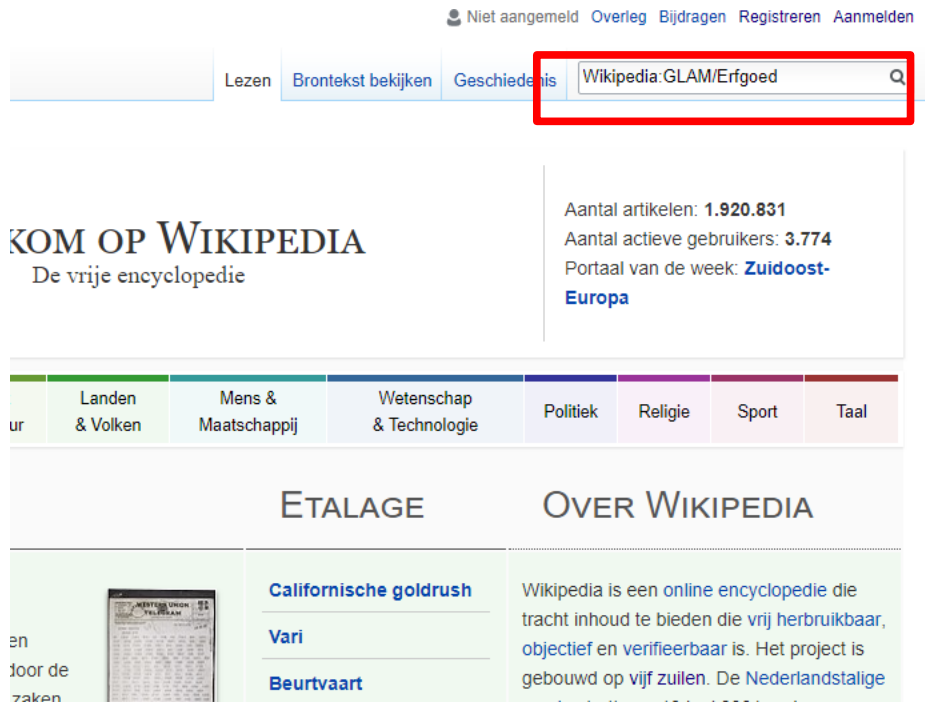 Niet aangemeld Overleg Bijdragen Registreren Aanmelden
Lezen Brontekst bekijken Geschiedenis Wikipedia:GLAM/Erfgoed
KOM OP WIKIPEDIA
De vrije encyclopedie
Aantal artikelen: 1.920.831
Aantal actieve gebruikers: 3.774
Portaal van de week: Zuidoost-
Europa
ur
Landen
& Volken
Mens &
Maatschappij
Wetenschap
& Technologie
Politiek
Religie
Sport
Taal
ETALAGE
Californische goldrush
Vari
Beurtvaart
OVER WIKIPEDIA
Wikipedia is een online encyclopedie die
tracht inhoud te bieden die vrij herbruikbaar,
objectief en verifieerbaar is. Het project is
gebouwd op vijf zuilen. De Nederlandstalige
en
door de
zaken
WESTERN UNION
TELEGRAM